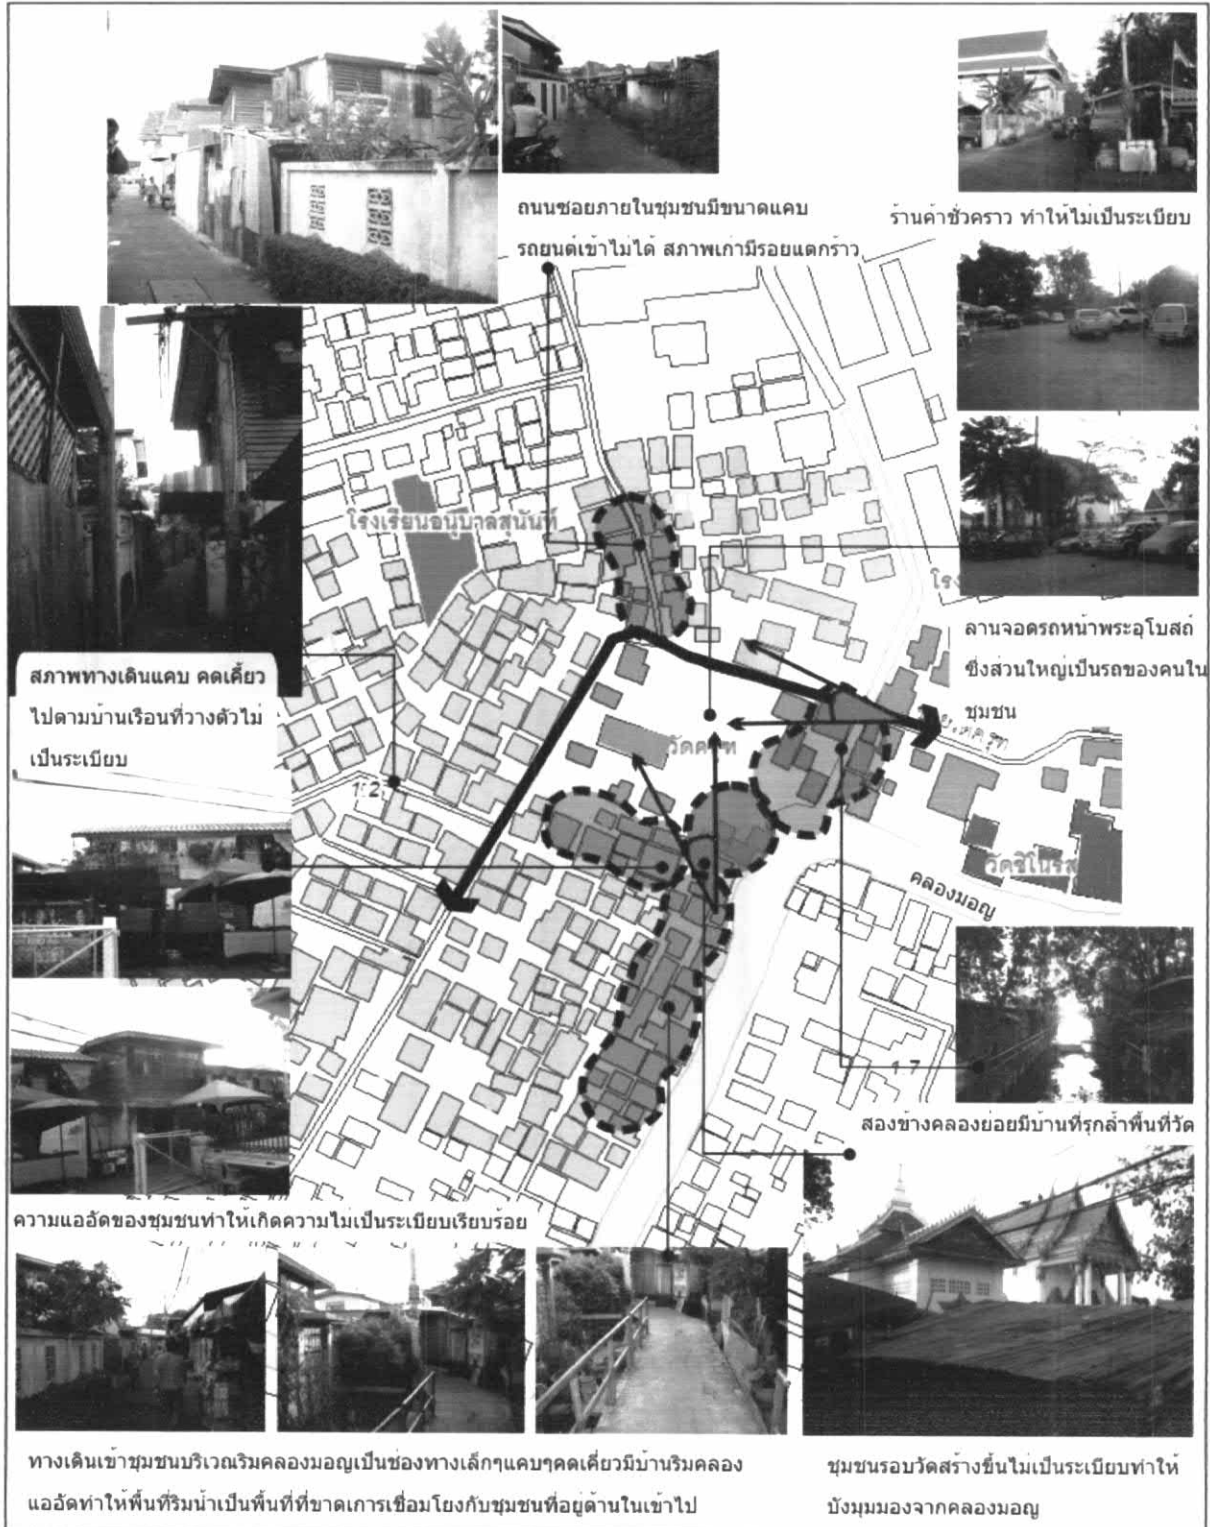 ถนนซอยภายในชุมชนมีขนาดแคบ
รถยนต์เข้าไม่ได้ สภาพเก่ามีรอยแตกร้าว
ร้านค้าชั่วคราว ทำให้ไม่เป็นระเบียบ
โรงเรียนอนุบาลสุนันท์
โรง
ลานจอดรถหน้าพระอุโบสถ
ซึ่งส่วนใหญ่เป็นรถของคนใน
ชุมชน
สภาพทางเดินแคบ คดเคี้ยว
ไปตามบ้านเรือนที่วางตัวไม่
เป็นระเบียบ
วัดครุฑ
1.2
วัดชิโนรส
คลองมอญ
1.7
สองข้างคลองย่อยมีบ้านที่รุกล้ำพื้นที่วัด
ความแออัดของชุมชนทำให้เกิดความไม่เป็นระเบียบเรียบร้อย
ทางเดินเข้าชุมชนบริเวณริมคลองมอญเป็นช่องทางเล็กๆแคบๆคดเคี่ยวมีบ้านริมคลอง
แออัดทำให้พื้นที่ริมน้ำเป็นพื้นที่ที่ขาดเการเชื่อมโยงกับชุมชนที่อยู่ด้านในเข้าไป
ชุมชนรอบวัดสร้างขึ้นไม่เป็นระเบียบทำให้
บังมุมมองจากคลองมอญ